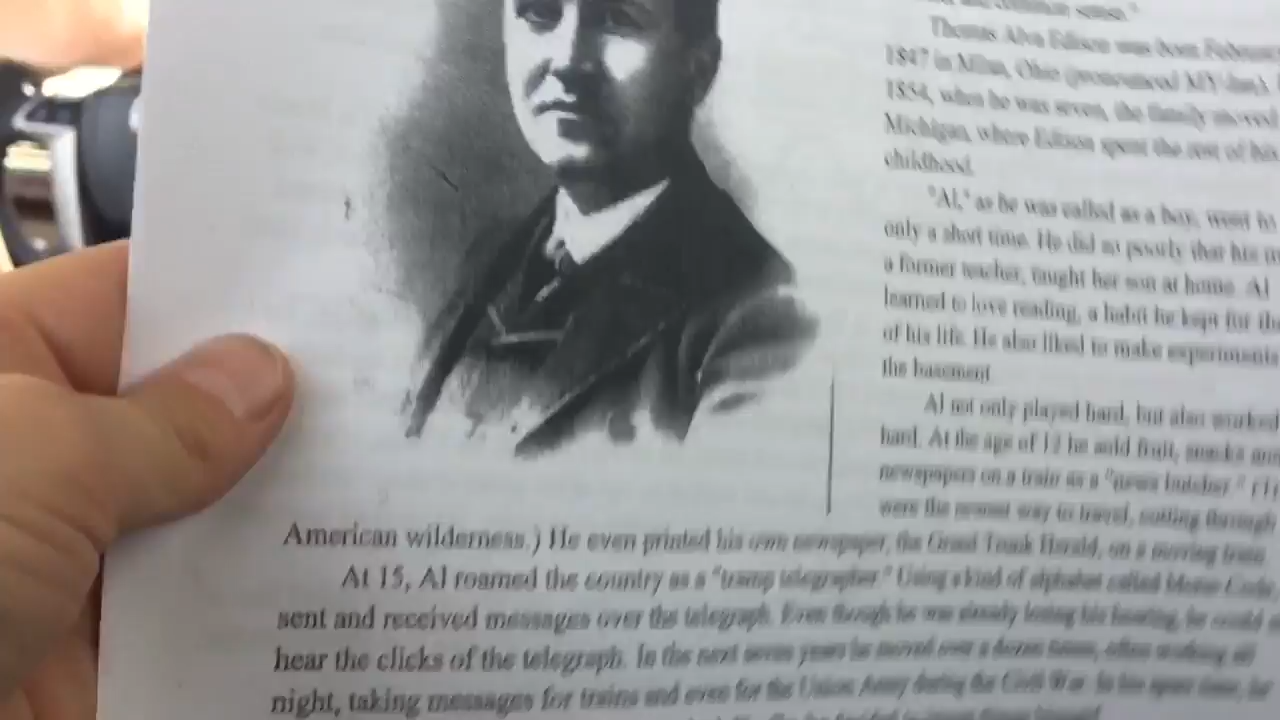 and common sense."
Thomas Alva Edison was born Februar
1847 in Milan, Ohio (pronounced MY-lan).
1854, when he was seven, the family moved
Michigan, where Edison spent the rest of his
childhood.
"Al," as he was called as a boy, went to
only a short time. He did so poorly that his
a former teacher, taught her son at home. Al
learned to love reading, a habit he kept for the
of his life. He also liked to make experiments
the basement.
Al not only played hard, but also worked
hard. At the age of 12 he sold fruit, snacks and
newspapers on a train as a "news butcher."
were the newest way to travel, cutting through
American wilderness.) He even printed his own newspaper, the Grand Trunk Herald, on a moving train.
At 15, Al roamed the country as a "tramp telegrapher." Using a kind of alphabet called Morse Code,
sent and received messages over the telegraph. Even though he was already losing his hearing, he could
hear the clicks of the telegraph. In the next seven years he moved over a dozen times, often working all
night, taking messages for trains and even for the Union Army during the Civil War. In his spare time, he